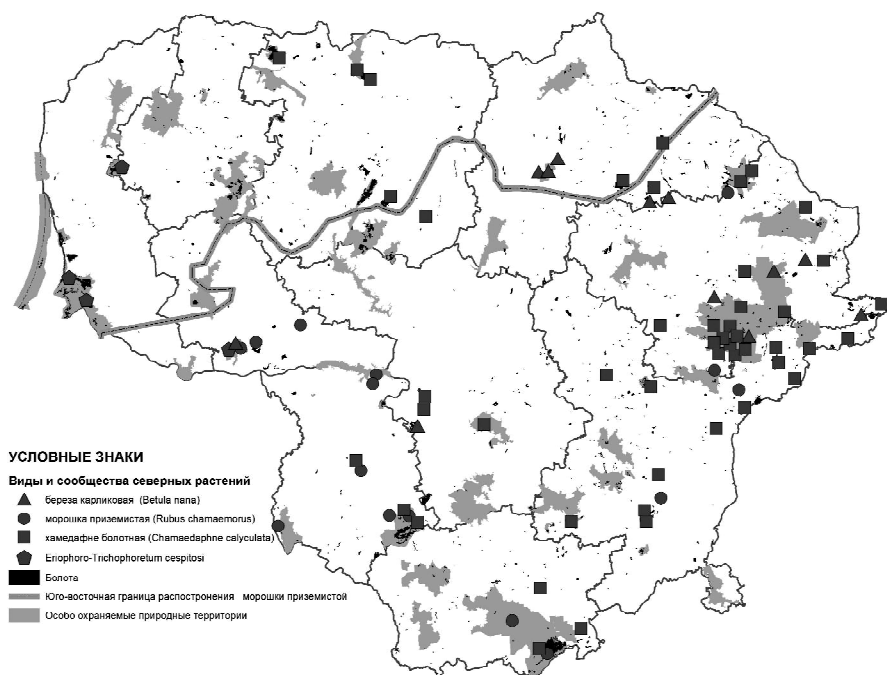 УСЛОВНЫЕ ЗНАКИ
Виды и сообщества северных растений
береза карликовая (Betula nana)
морошка приземистая (Rubus chamaemorus)
хамедафне болотная (Chamaedaphne calyculata)
Eriophoro-Trichophoretum cespitosi
Болота
Юго-восточная граница распостронения морошки приземистой
Особо охраняемые природные территории